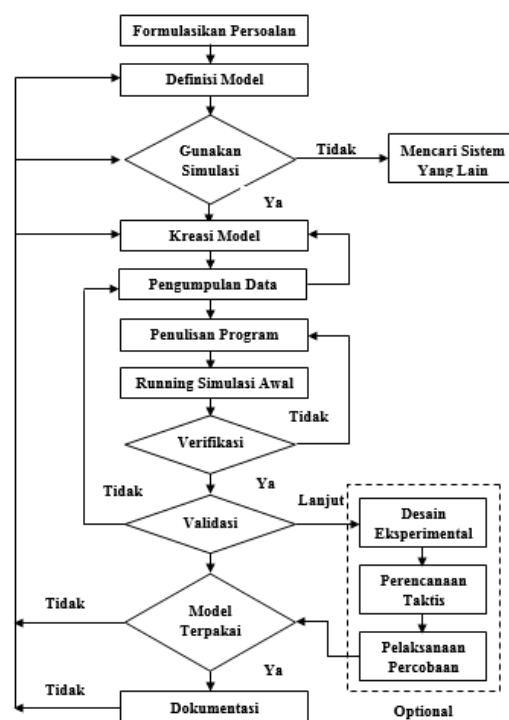 Formulasikan Persoalan
Definisi Model
Gunakan
Simulasi
Tidak
Mencari Sistem
Yang Lain
Ya
Kreasi Model
Pengumpulan Data
Penulisan Program
Running Simulasi Awal
Tidak
Verifikasi
Ya
Tidak
Lanjut
Validasi
Desain
Eksperimental
Perencanaan
Taktis
Tidak
Model
Terpakai
Pelaksanaan
Percobaan
Ya
Tidak
Dokumentasi
Optional